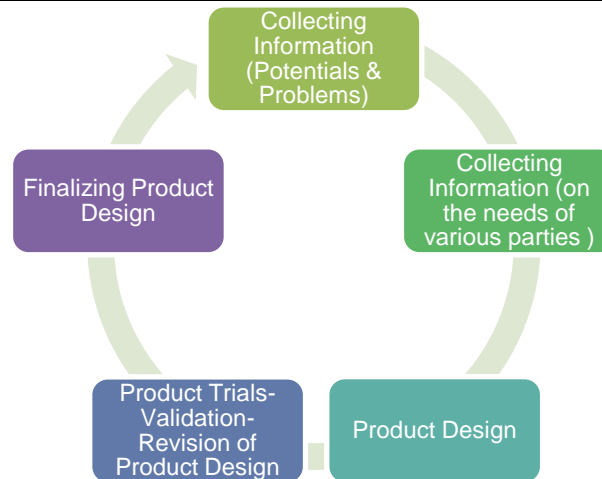 Collecting
Information
(Potentials &
Problems)
Collecting
Information (on
the needs of
various parties )
Product Design
Product Trials-
Validation-
Revision of
Product Design
Finalizing Product
Design